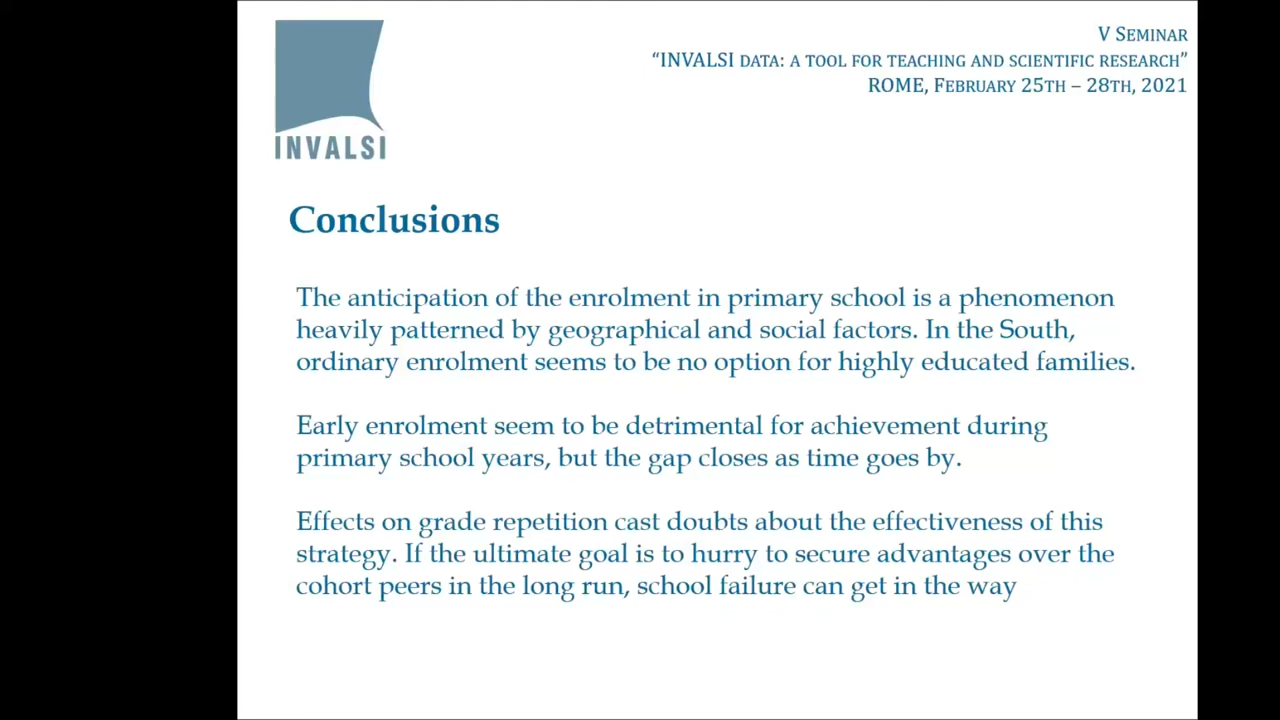 INVALSI
V SEMINAR
“INVALSI DATA: A TOOL FOR TEACHING AND SCIENTIFIC RESEARCH”
ROME, FEBRUARY 25TH – 28TH, 2021
Conclusions
The anticipation of the enrolment in primary school is a phenomenon
heavily patterned by geographical and social factors. In the South,
ordinary enrolment seems to be no option for highly educated families.
Early enrolment seem to be detrimental for achievement during
primary school years, but the gap closes as time goes by.
Effects on grade repetition cast doubts about the effectiveness of this
strategy. If the ultimate goal is to hurry to secure advantages over the
cohort peers in the long run, school failure can get in the way